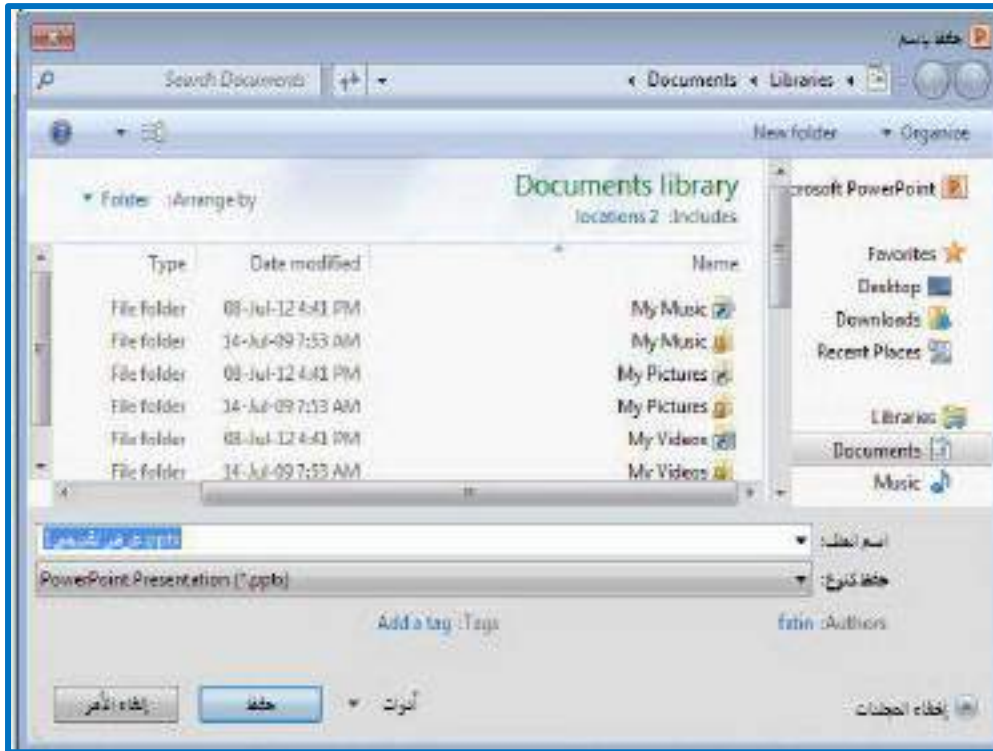 حفظ باسم
Libraries ◂ Documents ◂
Search Documents
Organize ▾ New folder
Microsoft PowerPoint
Favorites
Desktop
Downloads
Recent Places
Libraries
Documents
Music
Documents library
Includes: 2 locations
Arrange by: Folder ▾
Name Date modified Type
My Music 08-Jul-12 4:41 PM File folder
My Music 14-Jul-09 7:53 AM File folder
My Pictures 08-Jul-12 4:41 PM File folder
My Pictures 14-Jul-09 7:53 AM File folder
My Videos 08-Jul-12 4:41 PM File folder
My Videos 14-Jul-09 7:53 AM File folder
اسم الملف: عرض تقديمي1.pptx
حفظ كنوع: PowerPoint Presentation (*.pptx)
Authors: fatin Tags: Add a tag
إخفاء المجلدات
أدوات ▾ حفظ إلغاء الأمر